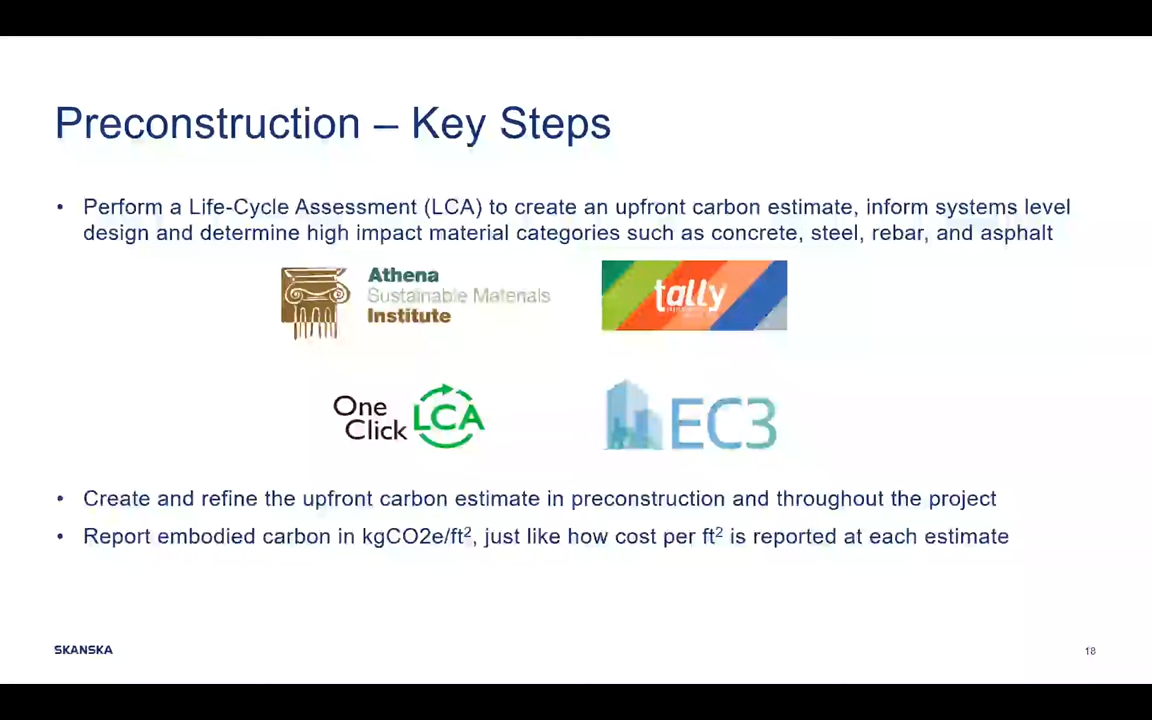 Preconstruction – Key Steps
• Perform a Life-Cycle Assessment (LCA) to create an upfront carbon estimate, inform systems level
design and determine high impact material categories such as concrete, steel, rebar, and asphalt
Athena
Sustainable Materials
Institute
tally
One
Click
LCA
EC3
• Create and refine the upfront carbon estimate in preconstruction and throughout the project
• Report embodied carbon in kgCO2e/ft², just like how cost per ft² is reported at each estimate
SKANSKA
18